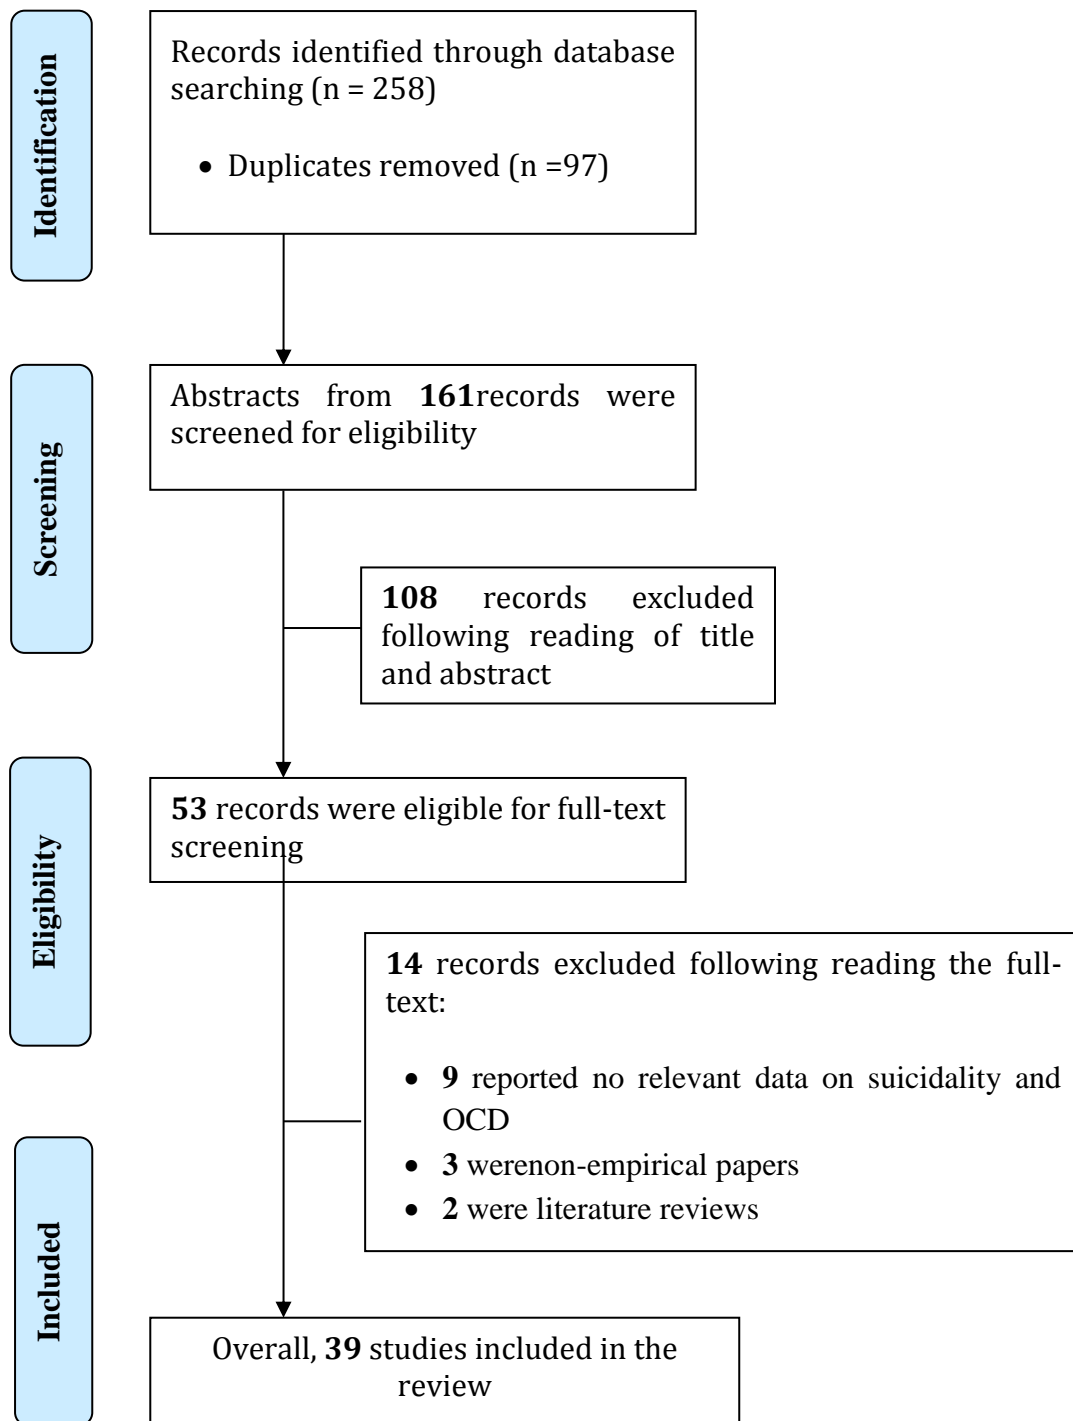 Identification
Records identified through database
searching (n = 258)
• Duplicates removed (n =97)
Screening
Abstracts from 161records were
screened for eligibility
108 records excluded
following reading of title
and abstract
Eligibility
53 records were eligible for full-text
screening
14 records excluded following reading the full-
text:
• 9 reported no relevant data on suicidality and
OCD
• 3 werenon-empirical papers
• 2 were literature reviews
Included
Overall, 39 studies included in the
review